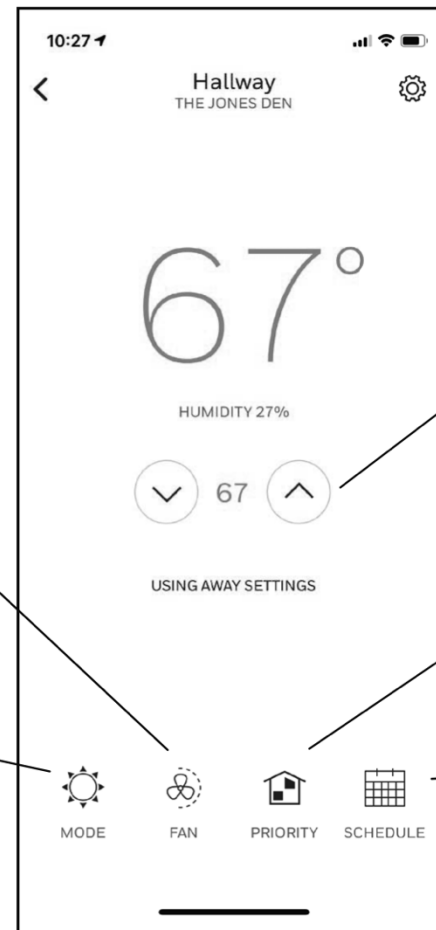 10:27
Hallway
THE JONES DEN
67°
HUMIDITY 27%
67
USING AWAY SETTINGS
MODE FAN PRIORITY SCHEDULE